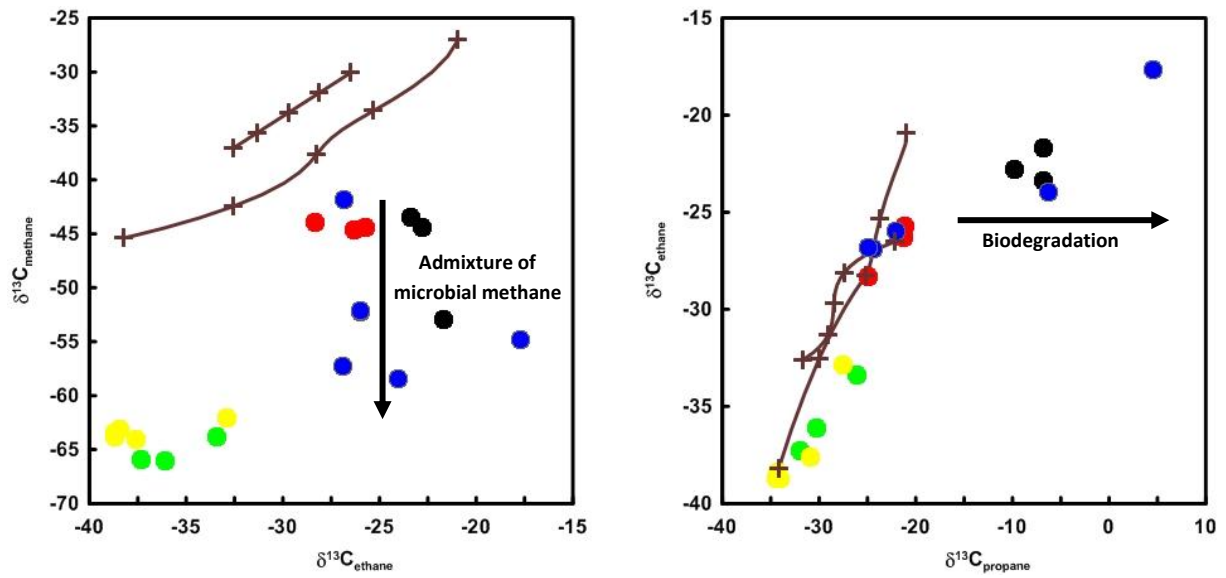 -25
-30
-35
-40
-45
-50
-55
-60
-65
-70
δ¹³Cmethane
-40 -35 -30 -25 -20 -15
δ¹³Cethane
Admixture of
microbial methane
-15
-20
-25
-30
-35
-40
δ¹³Cethane
-40 -30 -20 -10 0 10
δ¹³Cpropane
Biodegradation